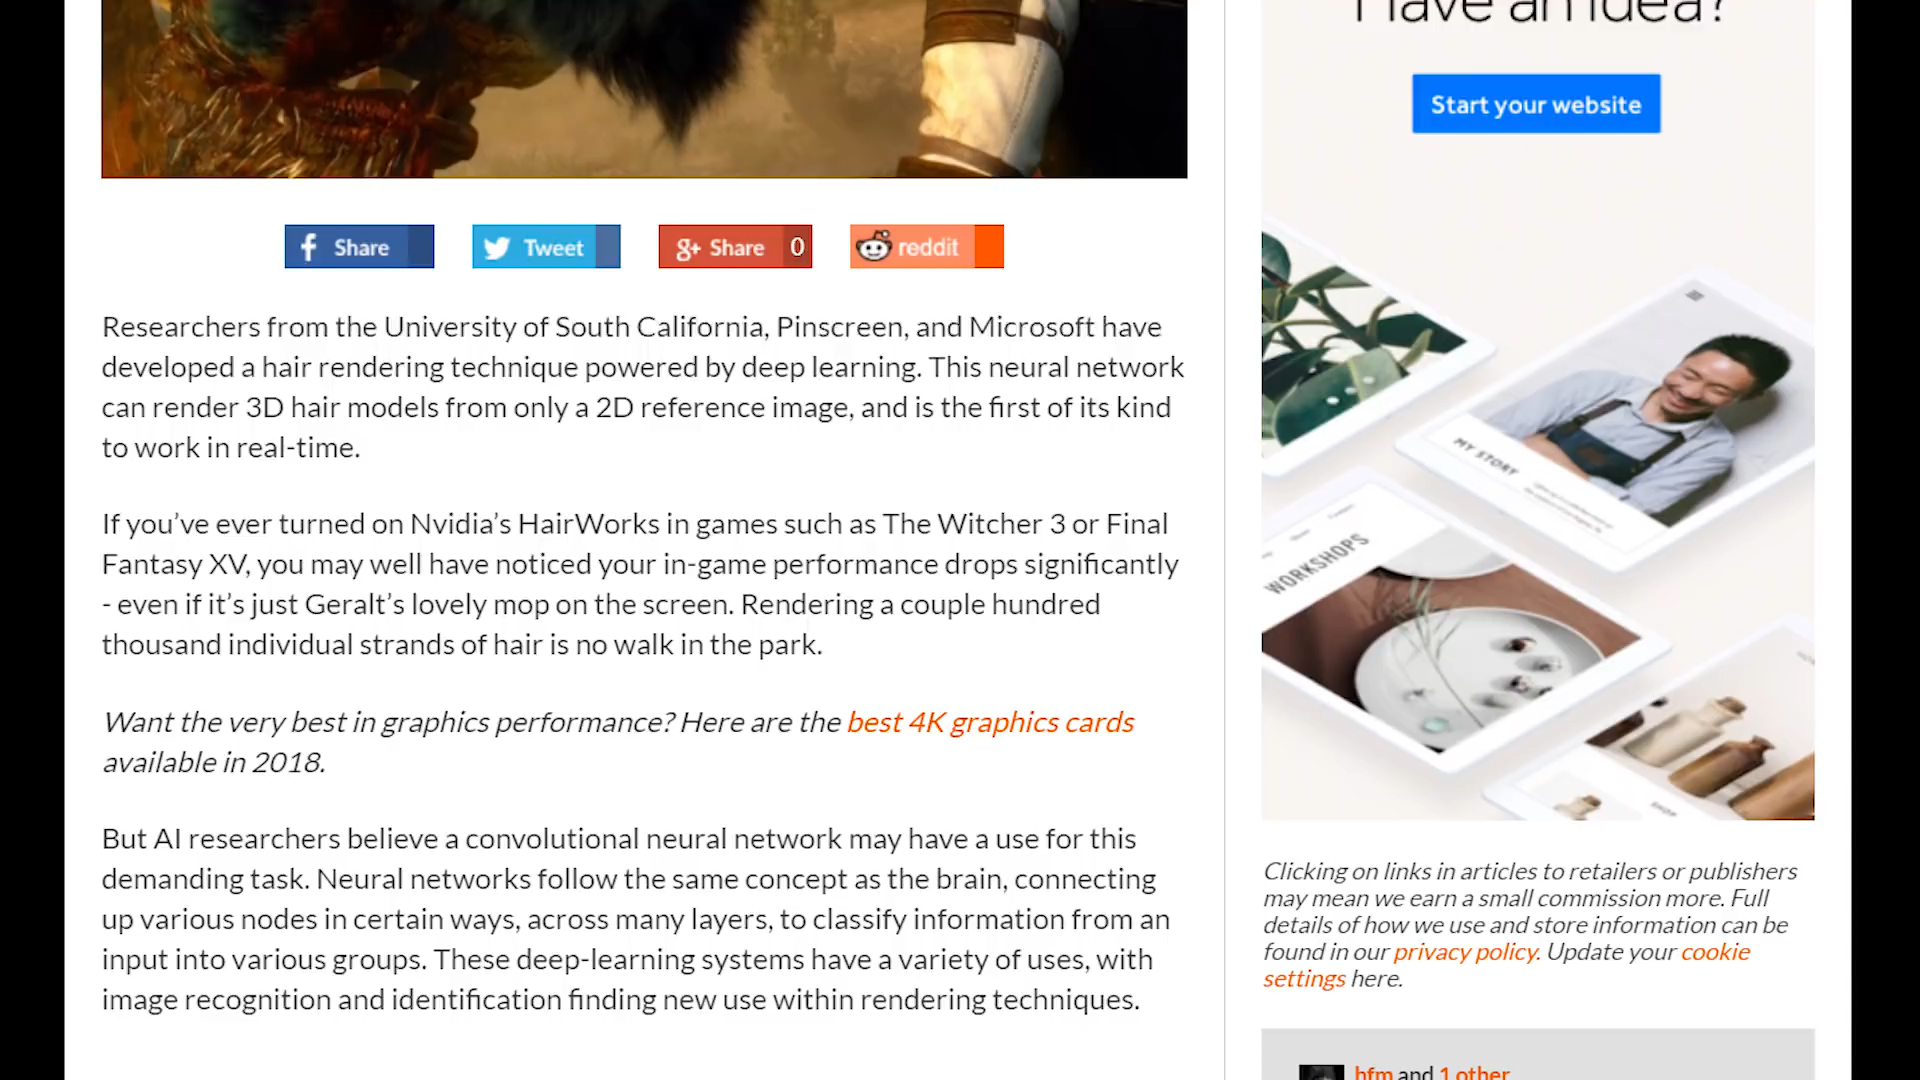 Have an idea?
Start your website
Share
Tweet
g+ Share 0
reddit
Researchers from the University of South California, Pinscreen, and Microsoft have
developed a hair rendering technique powered by deep learning. This neural network
can render 3D hair models from only a 2D reference image, and is the first of its kind
to work in real-time.
If you’ve ever turned on Nvidia’s HairWorks in games such as The Witcher 3 or Final
Fantasy XV, you may well have noticed your in-game performance drops significantly
- even if it’s just Geralt’s lovely mop on the screen. Rendering a couple hundred
thousand individual strands of hair is no walk in the park.
Want the very best in graphics performance? Here are the best 4K graphics cards
available in 2018.
But AI researchers believe a convolutional neural network may have a use for this
demanding task. Neural networks follow the same concept as the brain, connecting
up various nodes in certain ways, across many layers, to classify information from an
input into various groups. These deep-learning systems have a variety of uses, with
image recognition and identification finding new use within rendering techniques.
MY STORY
WORKSHOPS
SHOP
Clicking on links in articles to retailers or publishers
may mean we earn a small commission more. Full
details of how we use and store information can be
found in our privacy policy. Update your cookie
settings here.
hfm and 1 other